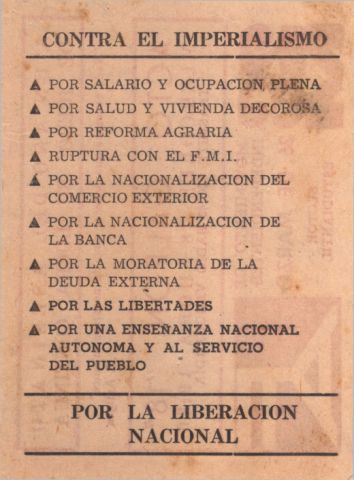 CONTRA EL IMPERIALISMO
POR SALARIO Y OCUPACION PLENA
POR SALUD Y VIVIENDA DECOROSA
POR REFORMA AGRARIA
RUPTURA CON EL F.M.I.
POR LA NACIONALIZACION DEL
COMERCIO EXTERIOR
POR LA NACIONALIZACION DE
LA BANCA
POR LA MORATORIA DE LA
DEUDA EXTERNA
POR LAS LIBERTADES
POR UNA ENSEÑANZA NACIONAL
AUTONOMA Y AL SERVICIO
DEL PUEBLO
POR LA LIBERACION
NACIONAL